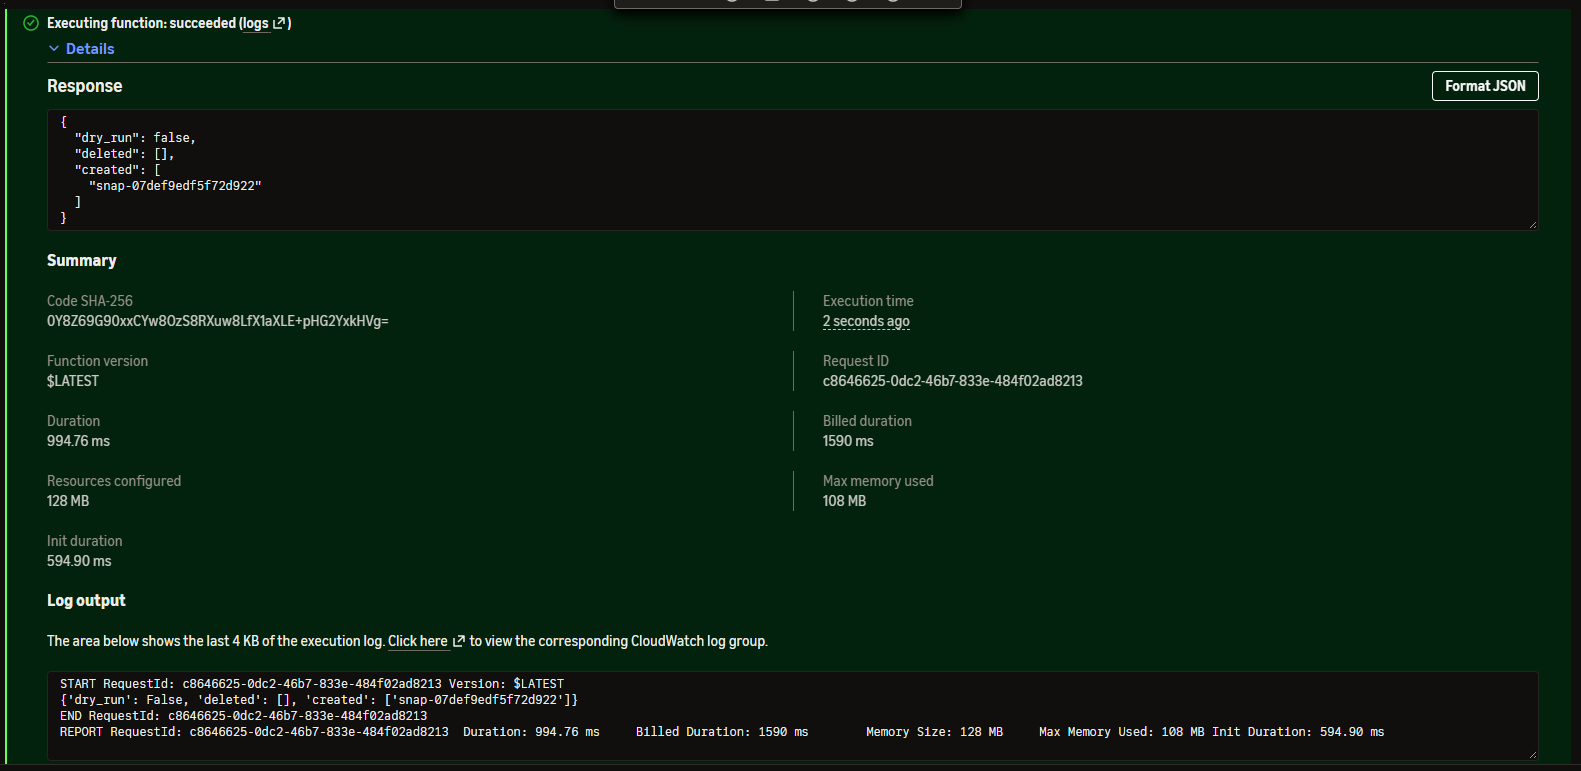 Executing function: succeeded (logs)
Details
Response
Format JSON
{
  "dry_run": false,
  "deleted": [],
  "created": [
    "snap-07def9edf5f72d922"
  ]
}
Summary
Code SHA-256
0Y8Z69G90xxCYw8OzS8RXuw8LfX1aXLE+pHG2YxkHVg=
Execution time
2 seconds ago
Function version
$LATEST
Request ID
c8646625-0dc2-46b7-833e-484f02ad8213
Duration
994.76 ms
Billed duration
1590 ms
Resources configured
128 MB
Max memory used
108 MB
Init duration
594.90 ms
Log output
The area below shows the last 4 KB of the execution log. Click here to view the corresponding CloudWatch log group.
START RequestId: c8646625-0dc2-46b7-833e-484f02ad8213 Version: $LATEST
{'dry_run': False, 'deleted': [], 'created': ['snap-07def9edf5f72d922']}
END RequestId: c8646625-0dc2-46b7-833e-484f02ad8213
REPORT RequestId: c8646625-0dc2-46b7-833e-484f02ad8213  Duration: 994.76 ms     Billed Duration: 1590 ms        Memory Size: 128 MB     Max Memory Used: 108 MB Init Duration: 594.90 ms